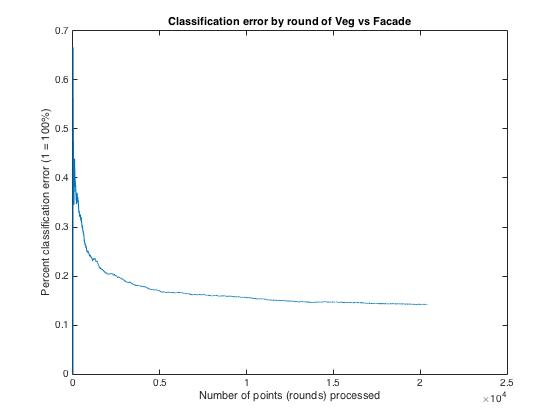 Classification error by round of Veg vs Facade
Percent classification error (1 = 100%)
0.7
0.6
0.5
0.4
0.3
0.2
0.1
0
0 0.5 1 1.5 2 2.5
Number of points (rounds) processed
×10⁴